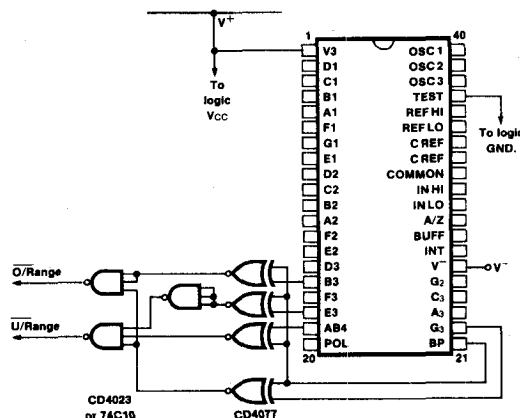 V+
1
40
V3
OSC 1
D1
OSC 2
C1
OSC 3
To
logic
VCC
B1
TEST
A1
REF HI
F1
REF LO
To logic
GND.
G1
C REF
E1
C REF
D2
COMMON
C2
IN HI
B2
IN LO
A2
A/Z
F2
BUFF
E2
INT
O/Range
D3
V-
V-
B3
G2
F3
C3
E3
A3
U/Range
AB4
G3
POL
BP
20
21
CD4023
or 74C10
CD4077